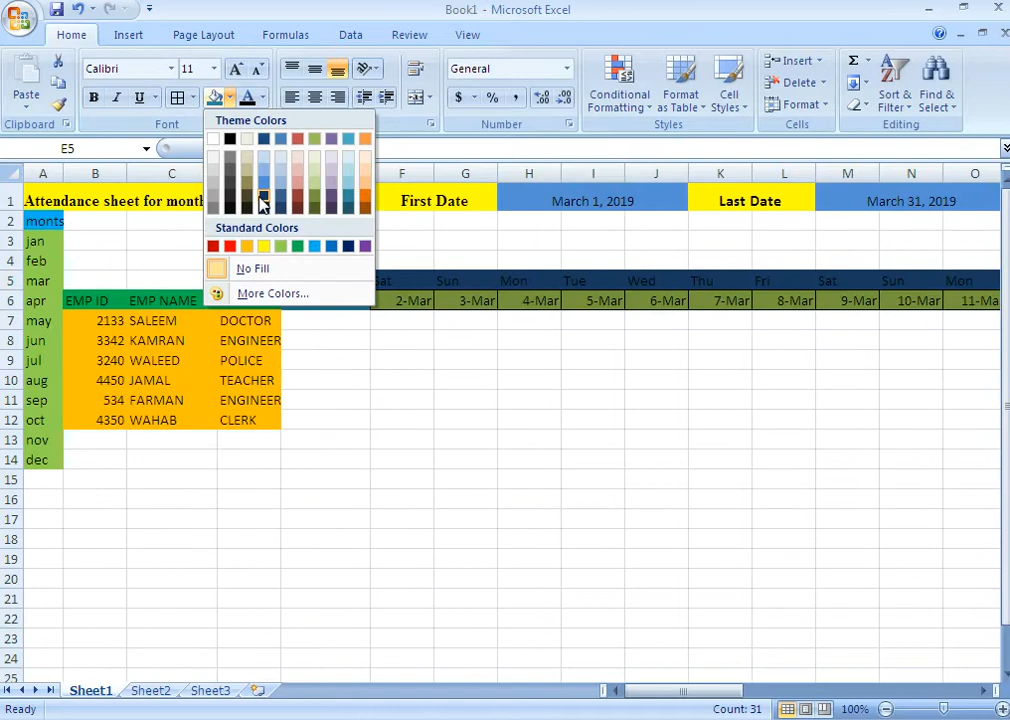 Book1 - Microsoft Excel
Home Insert Page Layout Formulas Data Review View
Calibri 11 General
Paste
B I U $ % ,
Conditional Formatting
Format as Table
Cell Styles
Insert
Delete
Format
Sort & Filter
Find & Select
Clipboard Font Number Styles Cells Editing
Theme Colors
Standard Colors
No Fill
More Colors...
E5
A B C F G H I J K L M N O
1 Attendance sheet for month First Date March 1, 2019 Last Date March 31, 2019
2 monts
3 jan
4 feb
5 mar Sat Sun Mon Tue Wed Thu Fri Sat Sun Mon
6 apr EMP ID EMP NAME 2-Mar 3-Mar 4-Mar 5-Mar 6-Mar 7-Mar 8-Mar 9-Mar 10-Mar 11-Ma
7 may 2133 SALEEM DOCTOR
8 jun 3342 KAMRAN ENGINEER
9 jul 3240 WALEED POLICE
10 aug 4450 JAMAL TEACHER
11 sep 534 FARMAN ENGINEER
12 oct 4350 WAHAB CLERK
13 nov
14 dec
15
16
17
18
19
20
21
22
23
24
25
Sheet1 Sheet2 Sheet3
Ready Count: 31 100%